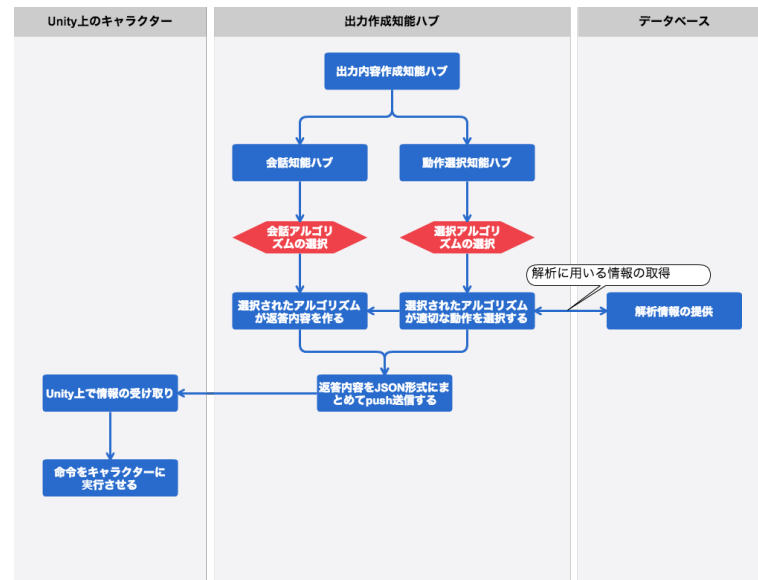 Unity上のキャラクター
出力作成知能ハブ
データベース
出力内容作成知能ハブ
会話知能ハブ
動作選択知能ハブ
会話アルゴリ
ズムの選択
選択アルゴリ
ズムの選択
解析に用いる情報の取得
選択されたアルゴリズム
が返答内容を作る
選択されたアルゴリズム
が適切な動作を選択する
解析情報の提供
返答内容をJSON形式にま
とめてpush送信する
Unity上で情報の受け取り
命令をキャラクターに
実行させる